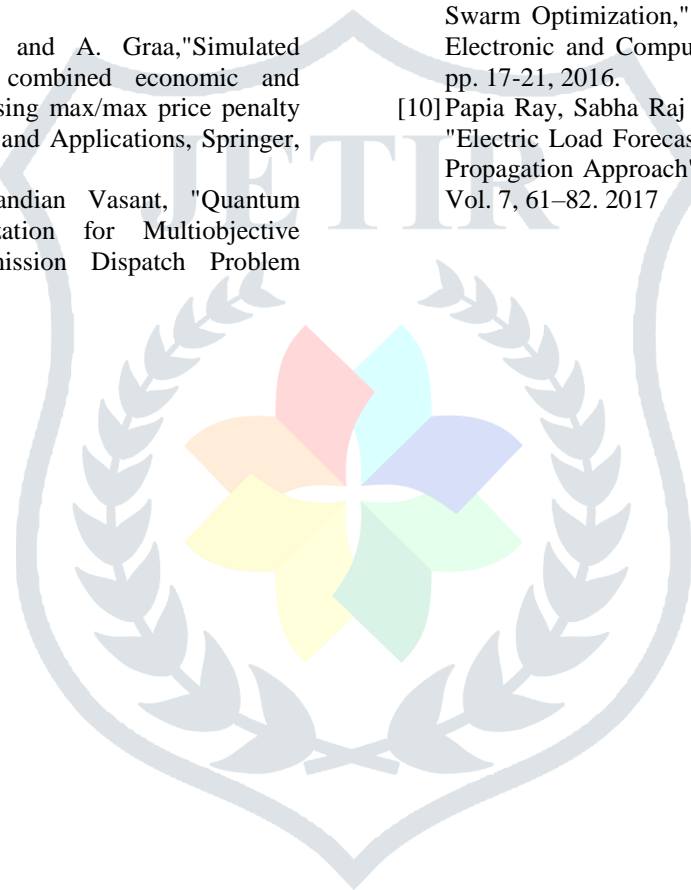 and A. Graa,"Simulated
combined economic and
sing max/max price penalty
and Applications, Springer,
andian Vasant, "Quantum
zation for Multiobjective
nission Dispatch Problem
Swarm Optimization,"
Electronic and Compu
pp. 17-21, 2016.
[10] Papia Ray, Sabha Raj
"Electric Load Forecas
Propagation Approach"
Vol. 7, 61–82. 2017
JETIR